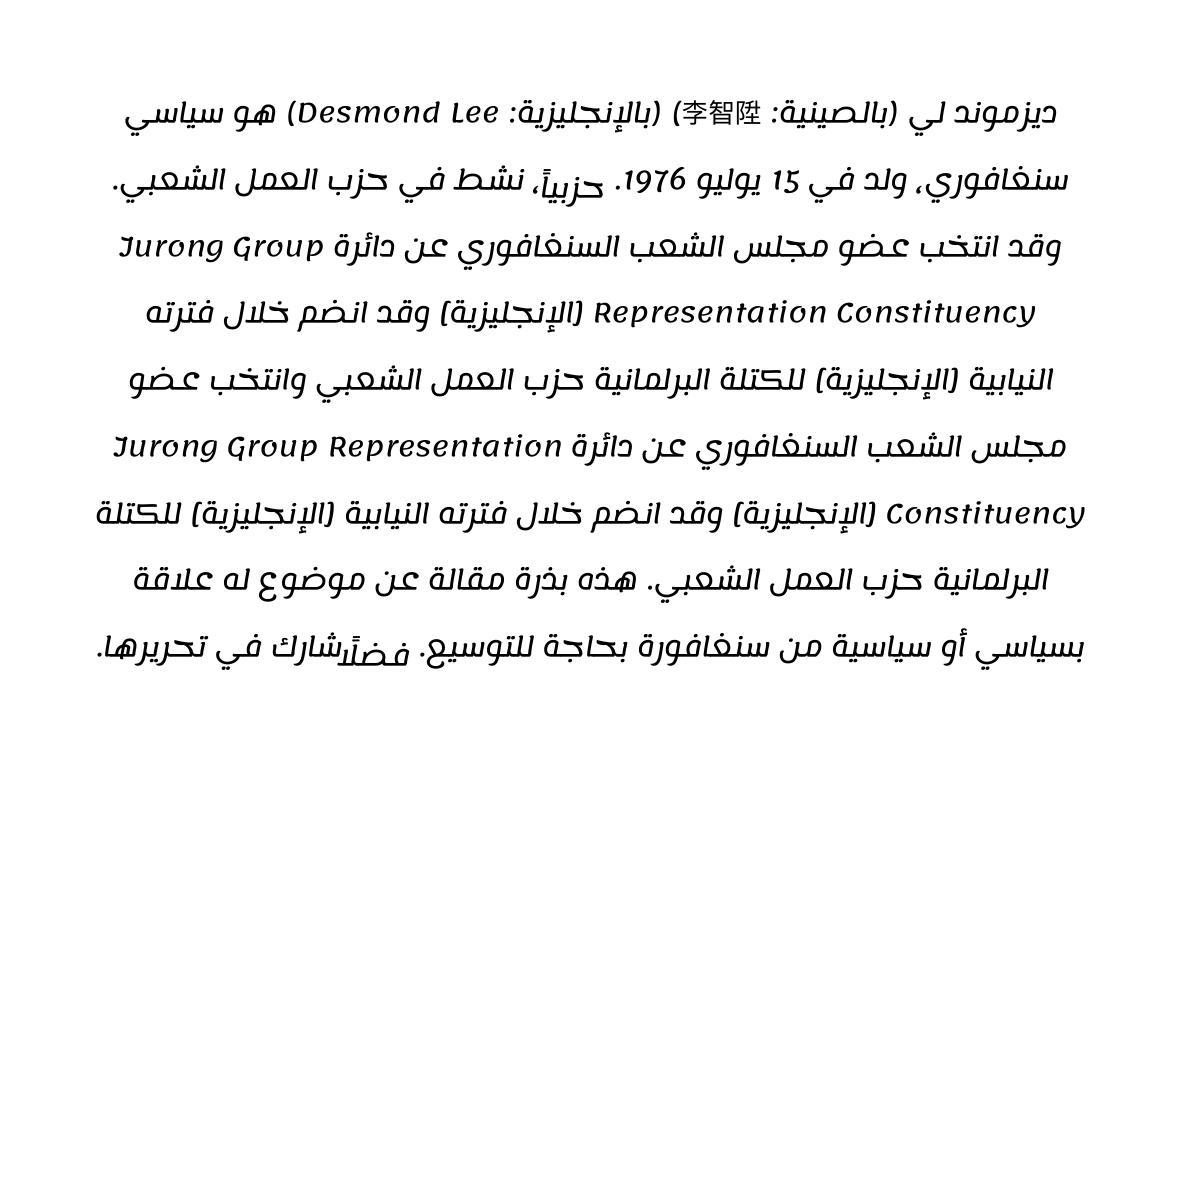 ديزموند لي (بالصينية: 李智陞) (بالإنجليزية: Desmond Lee) هو سياسي
سنغافوري، ولد في 15 يوليو 1976. حزبياً، نشط في حزب العمل الشعبي.
وقد انتخب عضو مجلس الشعب السنغافوري عن دائرة Jurong Group
Representation Constituency (الإنجليزية) وقد انضم خلال فترته
النيابية (الإنجليزية) للكتلة البرلمانية حزب العمل الشعبي وانتخب عضو
مجلس الشعب السنغافوري عن دائرة Jurong Group Representation
Constituency (الإنجليزية) وقد انضم خلال فترته النيابية (الإنجليزية) للكتلة
البرلمانية حزب العمل الشعبي. هذه بذرة مقالة عن موضوع له علاقة
بسياسي أو سياسية من سنغافورة بحاجة للتوسيع. فضلًا شارك في تحريرها.